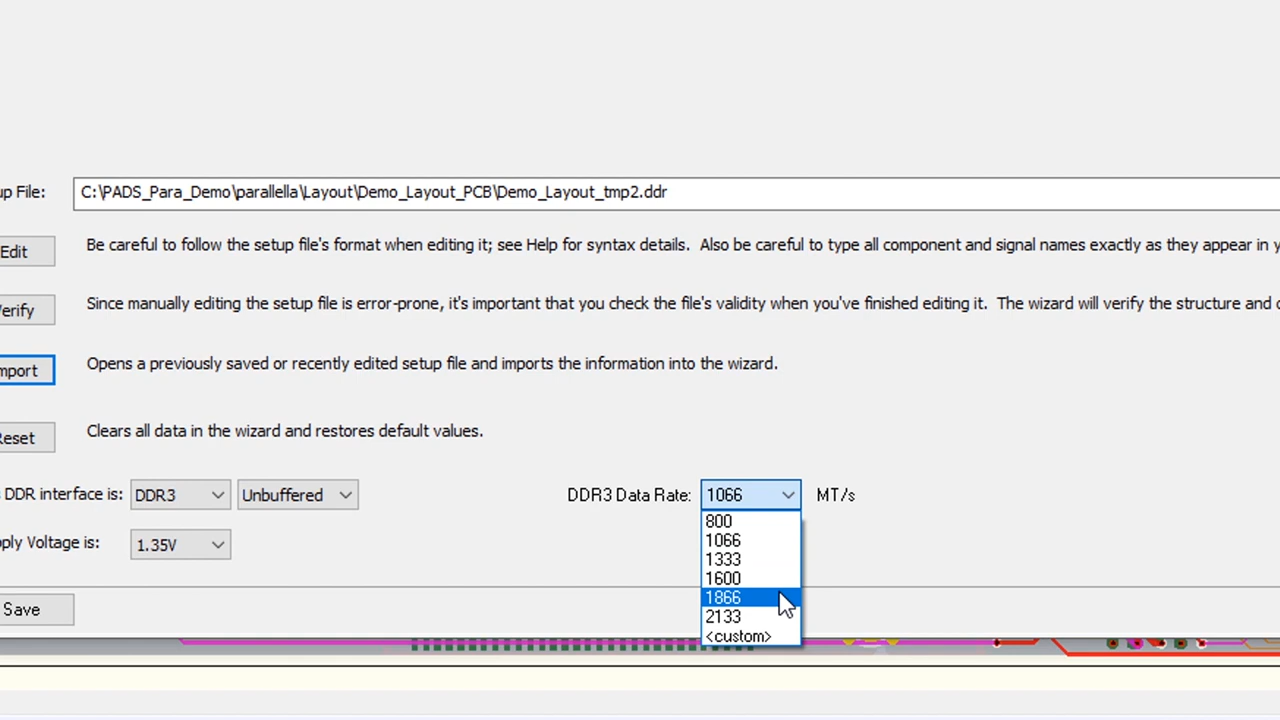 up File: C:\PADS_Para_Demo\parallella\Layout\Demo_Layout_PCB\Demo_Layout_tmp2.ddr
Edit Be careful to follow the setup file's format when editing it; see Help for syntax details. Also be careful to type all component and signal names exactly as they appear in y
Verify Since manually editing the setup file is error-prone, it's important that you check the file's validity when you've finished editing it. The wizard will verify the structure and
Import Opens a previously saved or recently edited setup file and imports the information into the wizard.
Reset Clears all data in the wizard and restores default values.
DDR interface is: DDR3 Unbuffered DDR3 Data Rate: 1066 MT/s
800
1066
1333
1600
1866
2133
<custom>
pply Voltage is: 1.35V
Save